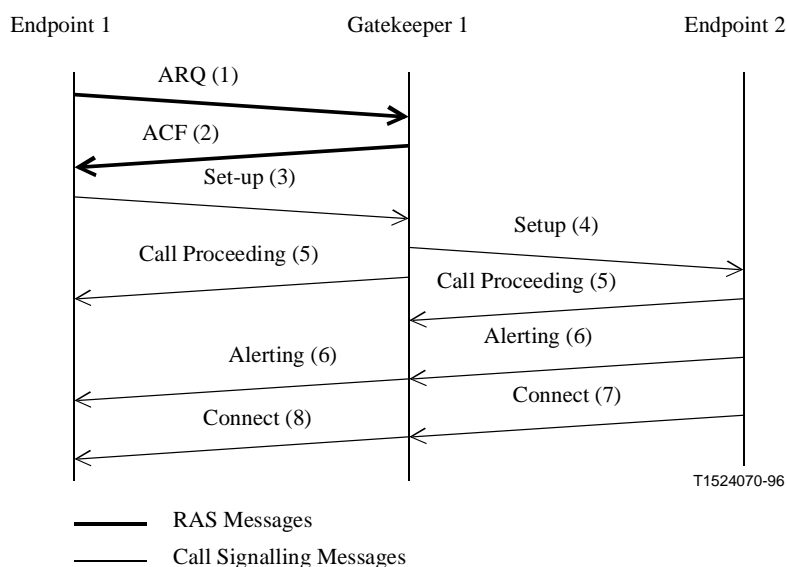 Endpoint 1
Gatekeeper 1
Endpoint 2
ARQ (1)
ACF (2)
Set-up (3)
Setup (4)
Call Proceeding (5)
Call Proceeding (5)
Alerting (6)
Alerting (6)
Connect (7)
Connect (8)
T1524070-96
RAS Messages
Call Signalling Messages